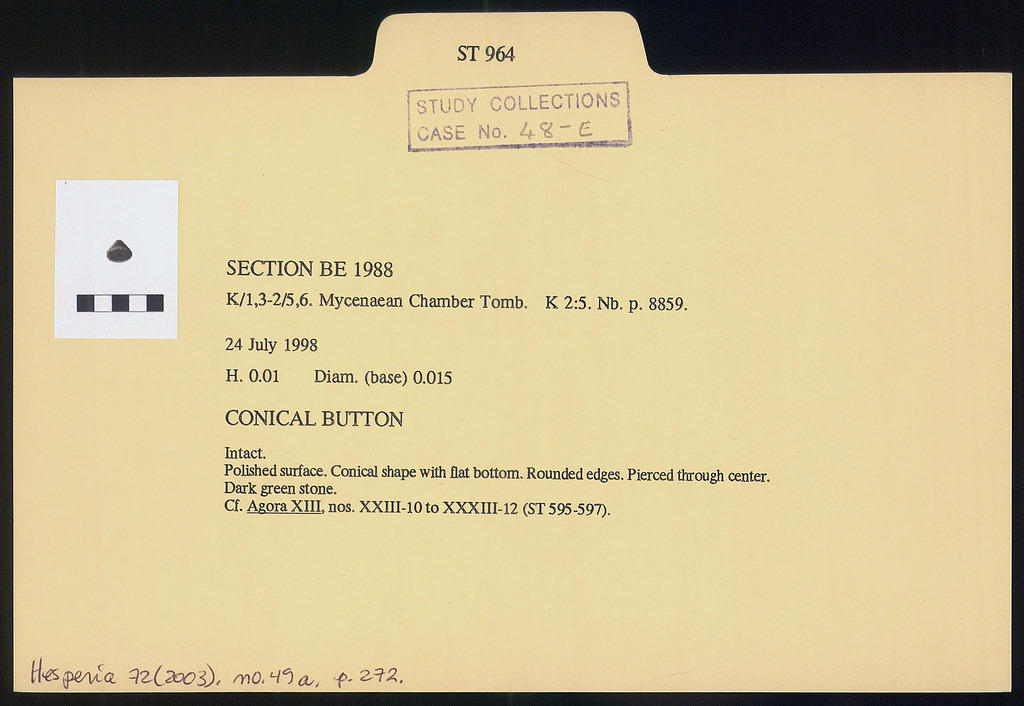 ST 964
STUDY COLLECTIONS
CASE No. 48-E
SECTION BE 1988
K/1,3-2/5,6. Mycenaean Chamber Tomb. K 2:5. Nb. p. 8859.
24 July 1998
H. 0.01 Diam. (base) 0.015
CONICAL BUTTON
Intact.
Polished surface. Conical shape with flat bottom. Rounded edges. Pierced through center.
Dark green stone.
Cf. Agora XIII, nos. XXIII-10 to XXXIII-12 (ST 595-597).
Hesperia 72(2003), no. 49a, p. 272.